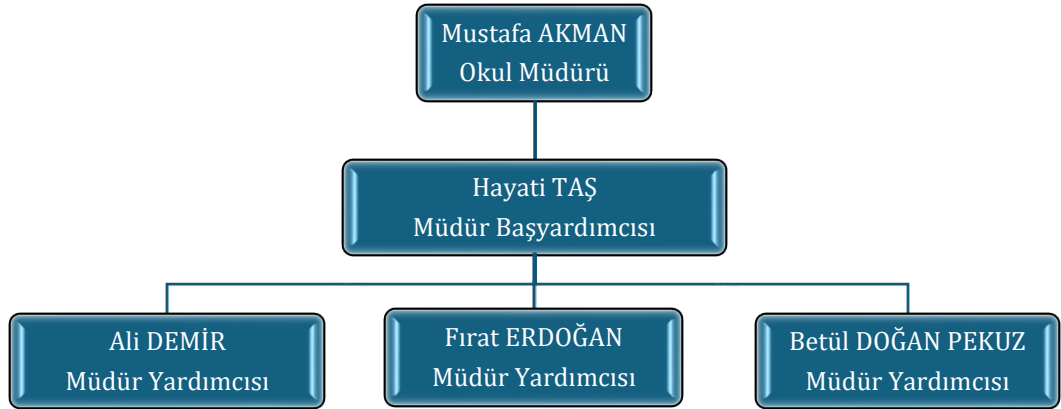 Mustafa AKMAN
Okul Müdürü
Hayati TAŞ
Müdür Başyardımcısı
Ali DEMİR
Müdür Yardımcısı
Fırat ERDOĞAN
Müdür Yardımcısı
Betül DOĞAN PEKUZ
Müdür Yardımcısı